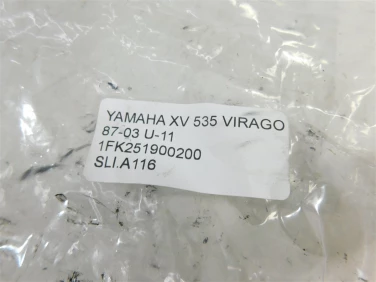 YAMAHA XV 535 VIRAGO
87-03 U-11
1FK251900200
SLI.A116